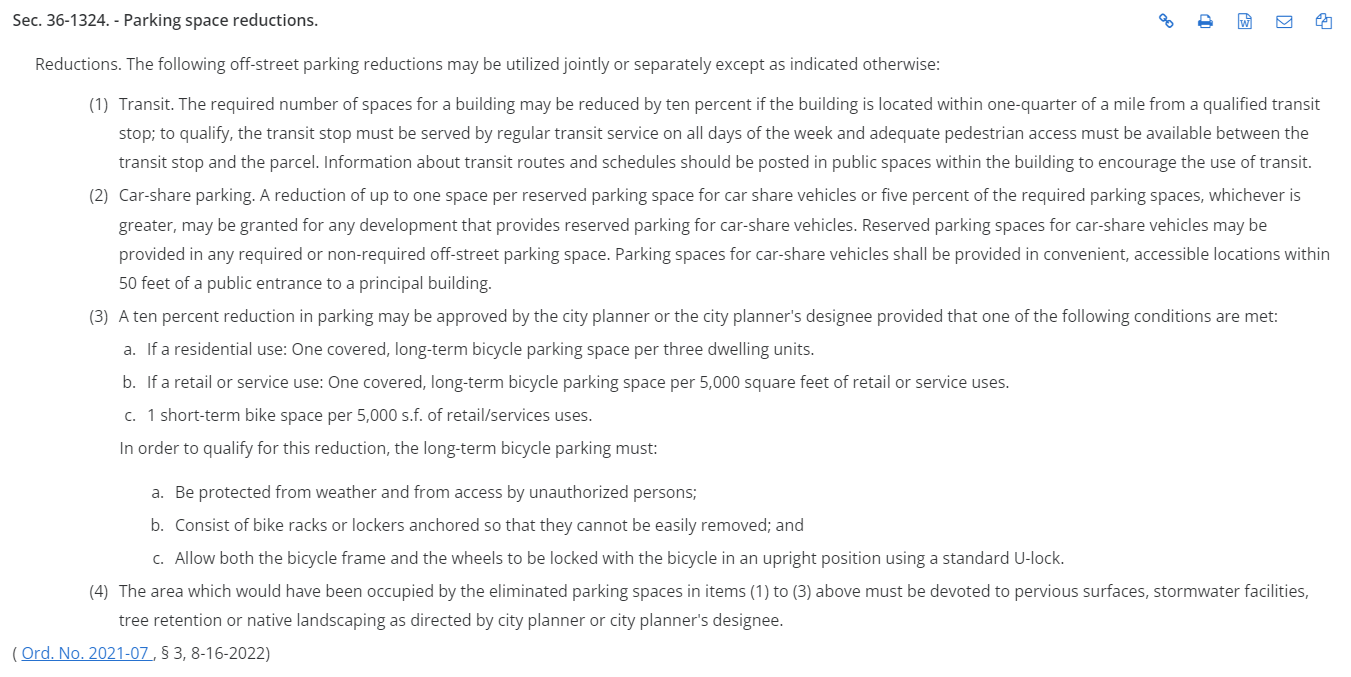 Sec. 36-1324. - Parking space reductions.
Reductions. The following off-street parking reductions may be utilized jointly or separately except as indicated otherwise:
(1) Transit. The required number of spaces for a building may be reduced by ten percent if the building is located within one-quarter of a mile from a qualified transit
stop; to qualify, the transit stop must be served by regular transit service on all days of the week and adequate pedestrian access must be available between the
transit stop and the parcel. Information about transit routes and schedules should be posted in public spaces within the building to encourage the use of transit.
(2) Car-share parking. A reduction of up to one space per reserved parking space for car share vehicles or five percent of the required parking spaces, whichever is
greater, may be granted for any development that provides reserved parking for car-share vehicles. Reserved parking spaces for car-share vehicles may be
provided in any required or non-required off-street parking space. Parking spaces for car-share vehicles shall be provided in convenient, accessible locations within
50 feet of a public entrance to a principal building.
(3) A ten percent reduction in parking may be approved by the city planner or the city planner's designee provided that one of the following conditions are met:
a. If a residential use: One covered, long-term bicycle parking space per three dwelling units.
b. If a retail or service use: One covered, long-term bicycle parking space per 5,000 square feet of retail or service uses.
c. 1 short-term bike space per 5,000 s.f. of retail/services uses.
In order to qualify for this reduction, the long-term bicycle parking must:
a. Be protected from weather and from access by unauthorized persons;
b. Consist of bike racks or lockers anchored so that they cannot be easily removed; and
c. Allow both the bicycle frame and the wheels to be locked with the bicycle in an upright position using a standard U-lock.
(4) The area which would have been occupied by the eliminated parking spaces in items (1) to (3) above must be devoted to pervious surfaces, stormwater facilities,
tree retention or native landscaping as directed by city planner or city planner's designee.
( Ord. No. 2021-07 , § 3, 8-16-2022)